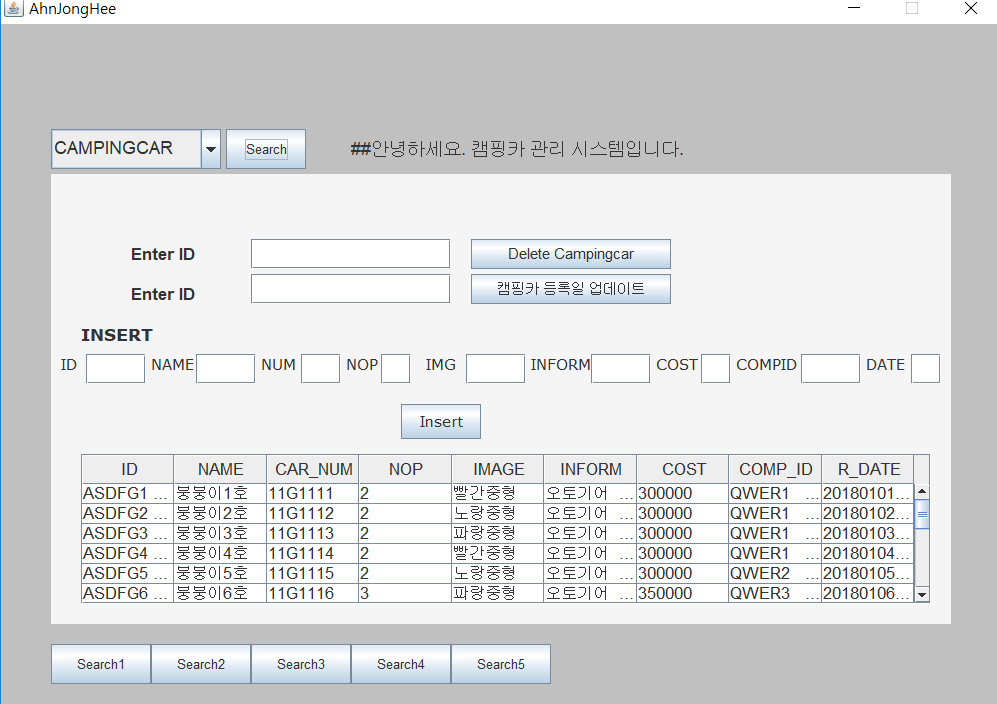 AhnJongHee
CAMPINGCAR Search ##안녕하세요. 캠핑카 관리 시스템입니다.
Enter ID Delete Campingcar
Enter ID 캠핑카 등록일 업데이트
INSERT
ID NAME NUM NOP IMG INFORM COST COMPID DATE
Insert
ID NAME CAR_NUM NOP IMAGE INFORM COST COMP_ID R_DATE
ASDFG1 ... 붕붕이1호 11G1111 2 빨간중형 오토기어 ... 300000 QWER1 ... 20180101...
ASDFG2 ... 붕붕이2호 11G1112 2 노랑중형 오토기어 ... 300000 QWER1 ... 20180102...
ASDFG3 ... 붕붕이3호 11G1113 2 파랑중형 오토기어 ... 300000 QWER1 ... 20180103...
ASDFG4 ... 붕붕이4호 11G1114 2 빨간중형 오토기어 ... 300000 QWER1 ... 20180104...
ASDFG5 ... 붕붕이5호 11G1115 2 노랑중형 오토기어 ... 300000 QWER2 ... 20180105...
ASDFG6 ... 붕붕이6호 11G1116 3 파랑중형 오토기어 ... 350000 QWER3 ... 20180106...
Search1 Search2 Search3 Search4 Search5